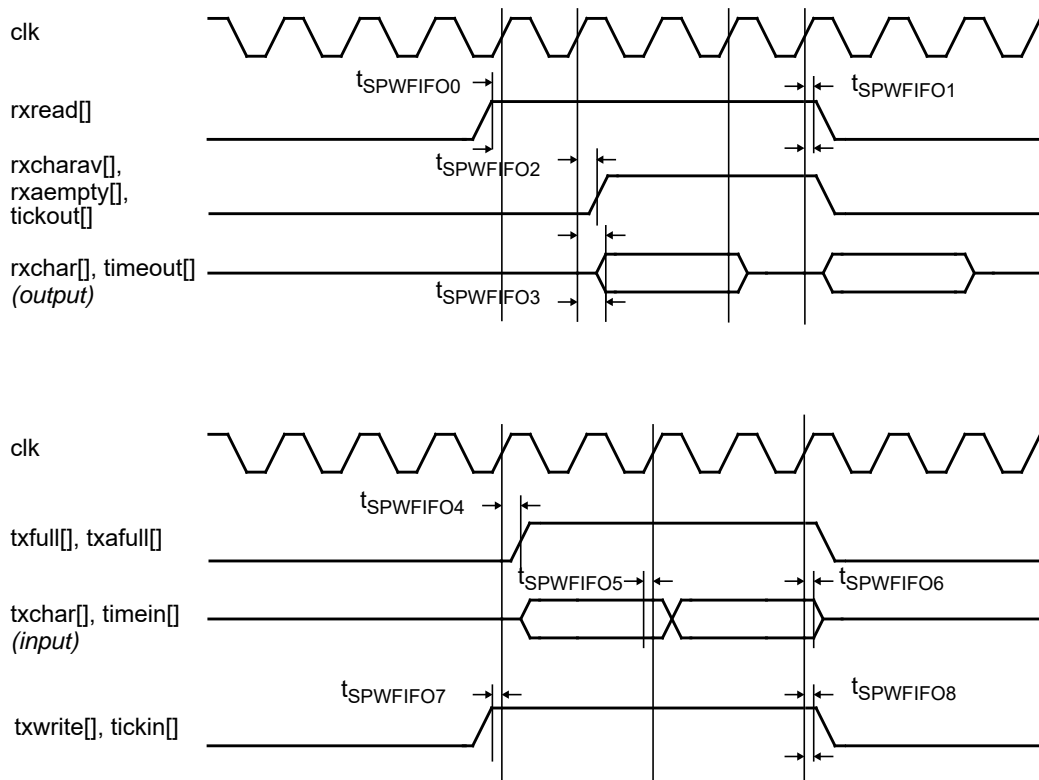 clk
tSPWFIFO0
tSPWFIFO1
rxread[]
tSPWFIFO2
rxcharav[],
rxaempty[],
tickout[]
rxchar[], timeout[]
(output)
tSPWFIFO3
clk
tSPWFIFO4
txfull[], txafull[]
tSPWFIFO5
tSPWFIFO6
txchar[], timein[]
(input)
tSPWFIFO7
tSPWFIFO8
txwrite[], tickin[]